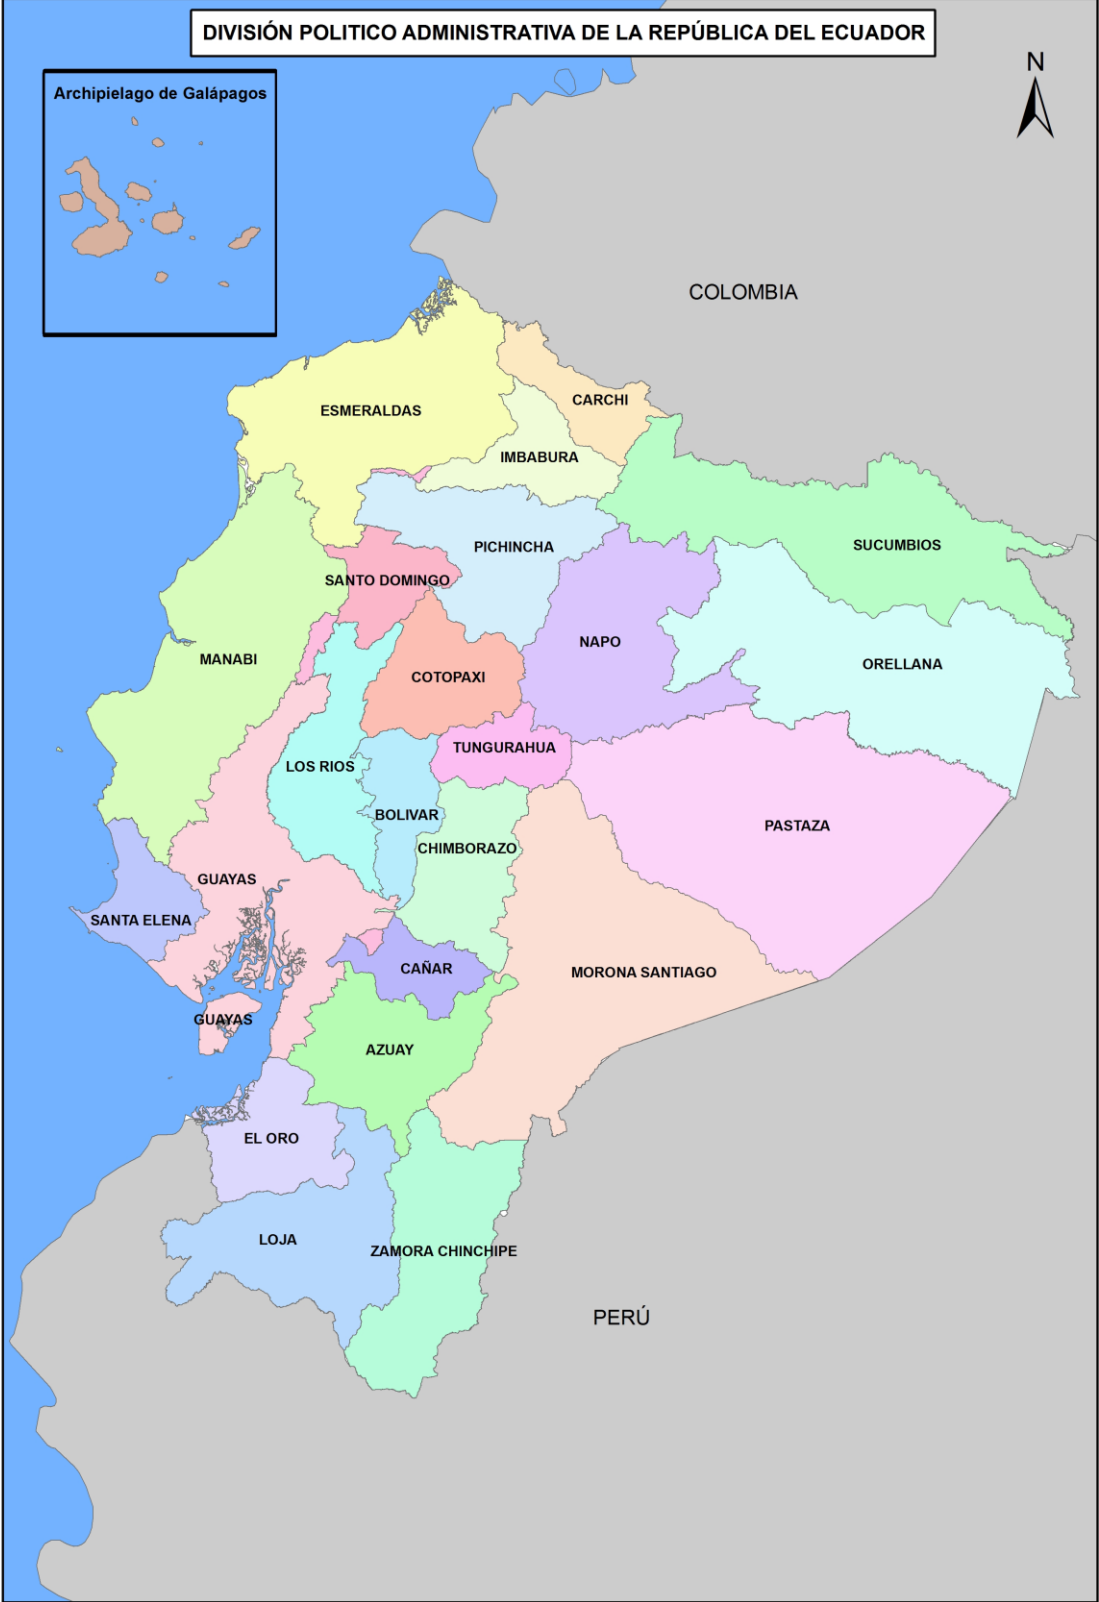 DIVISIÓN POLITICO ADMINISTRATIVA DE LA REPÚBLICA DEL ECUADOR
N
Archipielago de Galápagos
COLOMBIA
CARCHI
ESMERALDAS
IMBABURA
SUCUMBIOS
PICHINCHA
SANTO DOMINGO
NAPO
MANABI
ORELLANA
COTOPAXI
TUNGURAHUA
LOS RIOS
BOLIVAR
PASTAZA
CHIMBORAZO
GUAYAS
SANTA ELENA
CAÑAR
MORONA SANTIAGO
GUAYAS
AZUAY
EL ORO
LOJA
ZAMORA CHINCHIPE
PERÚ